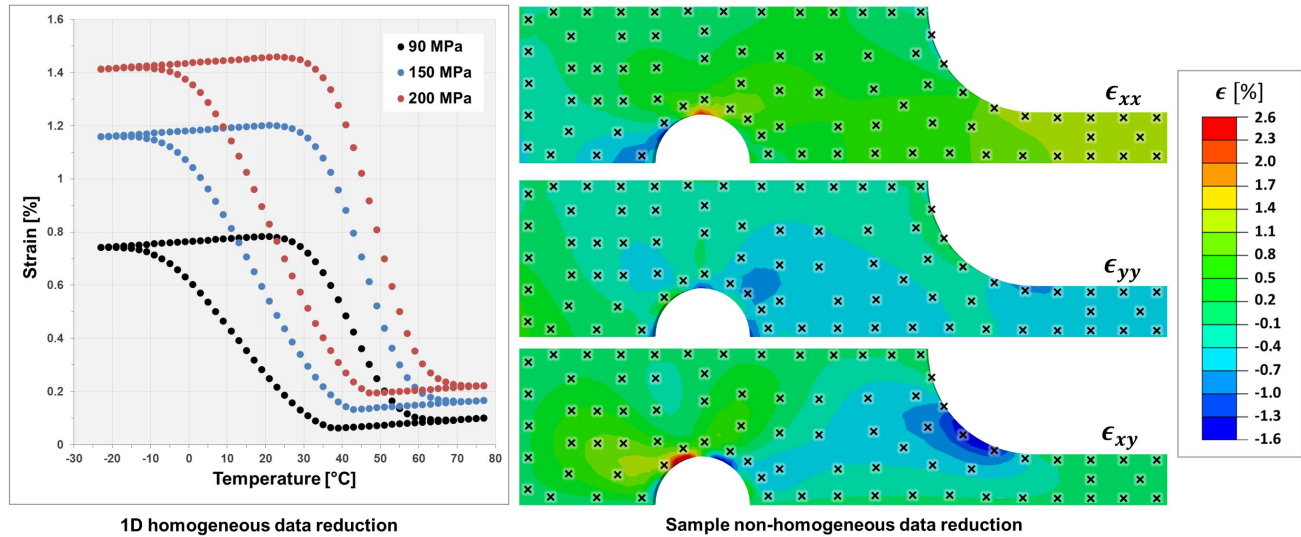 1.6
1.4
1.2
1
0.8
0.6
0.4
0.2
0
Strain [%]
90 MPa
150 MPa
200 MPa
-30 -20 -10 0 10 20 30 40 50 60 70 80
Temperature [°C]
1D homogeneous data reduction
ϵxx
ϵyy
ϵxy
Sample non-homogeneous data reduction
ϵ [%]
2.6
2.3
2.0
1.7
1.4
1.1
0.8
0.5
0.2
-0.1
-0.4
-0.7
-1.0
-1.3
-1.6